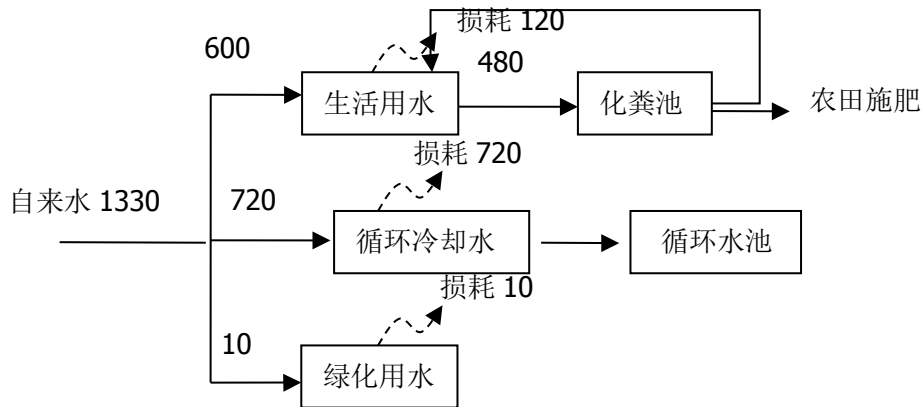 损耗 120
600
480
生活用水
化粪池
农田施肥
损耗 720
自来水 1330
720
循环冷却水
循环水池
损耗 10
10
绿化用水